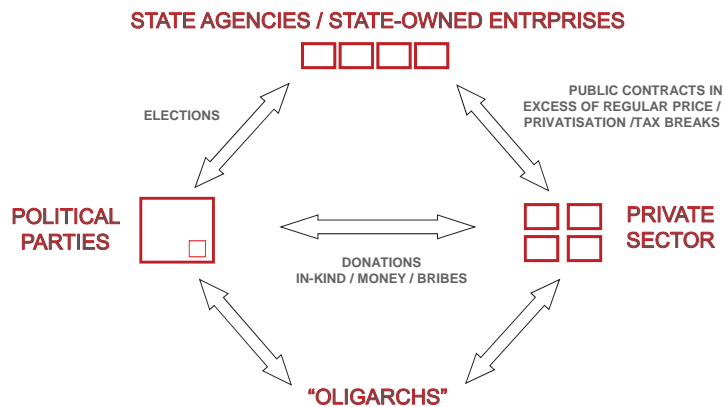 STATE AGENCIES / STATE-OWNED ENTRPRISES
ELECTIONS
PUBLIC CONTRACTS IN
EXCESS OF REGULAR PRICE /
PRIVATISATION /TAX BREAKS
POLITICAL
PARTIES
PRIVATE
SECTOR
DONATIONS
IN-KIND / MONEY / BRIBES
“OLIGARCHS”